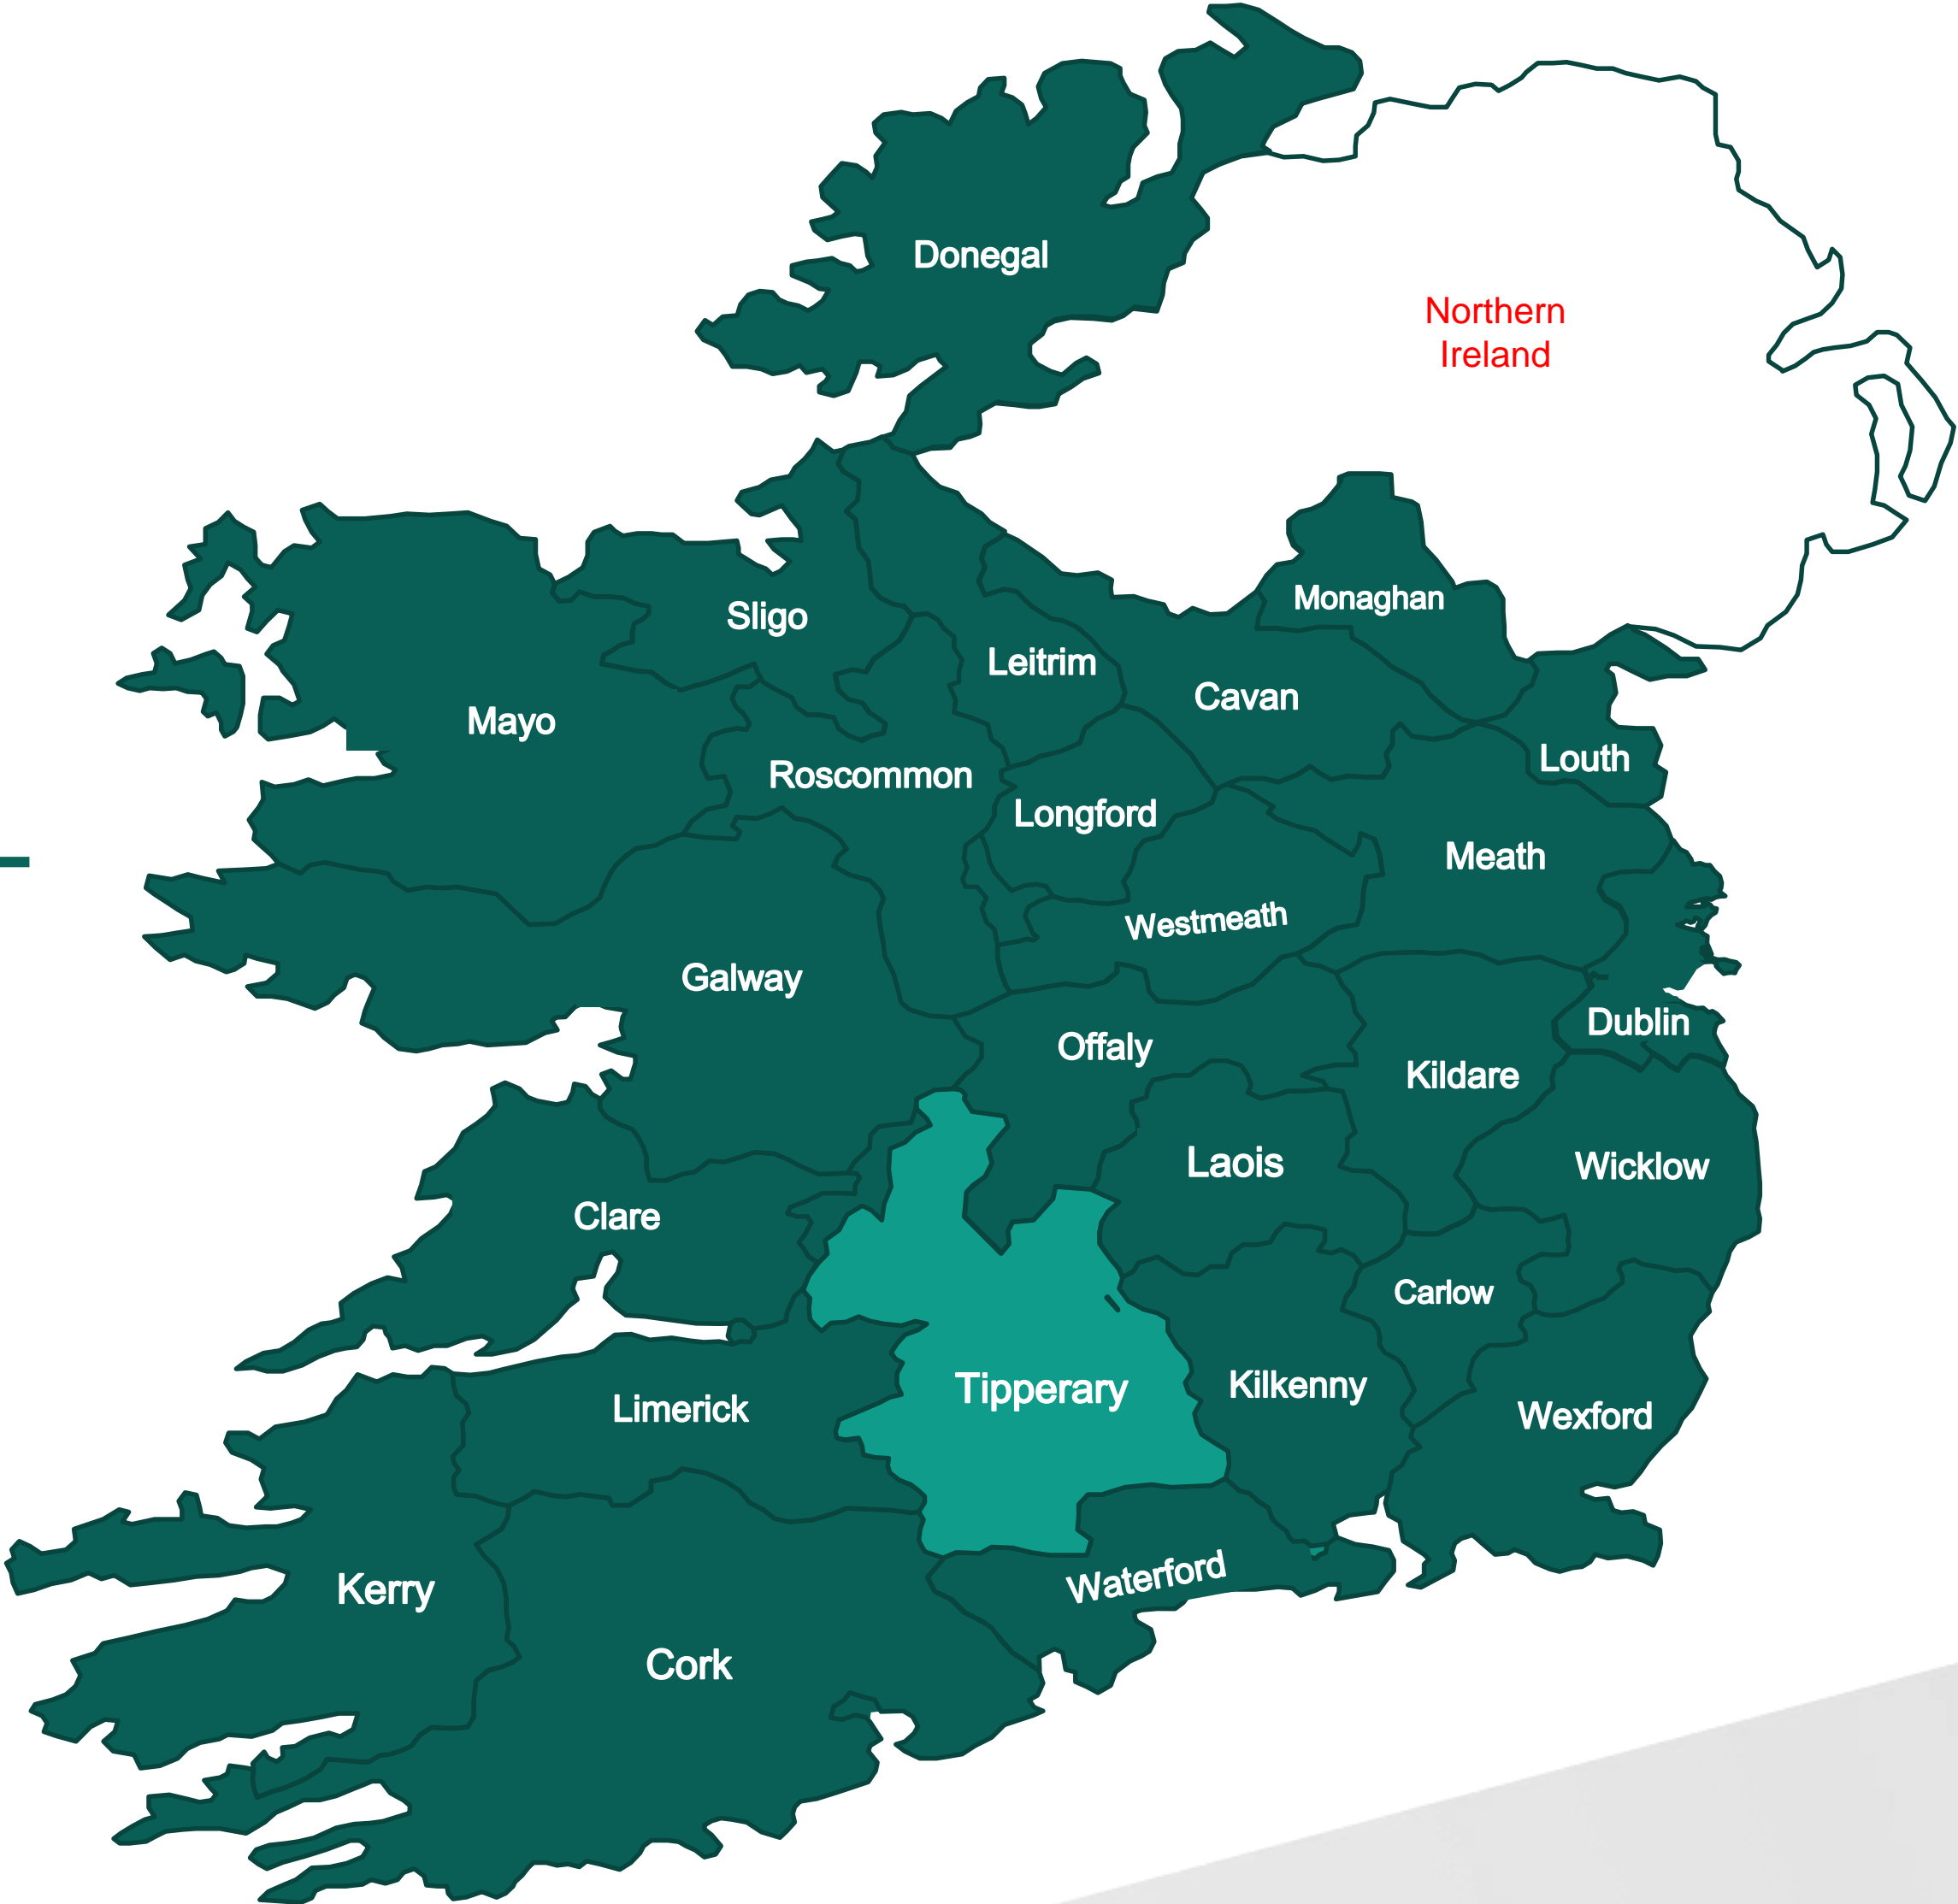 Donegal
Northern
Ireland
Monaghan
Sligo
Leitrim
Cavan
Mayo
Louth
Roscommon
Longford
Meath
Westmeath
Galway
Dublin
Offaly
Kildare
Laois
Wicklow
Clare
Carlow
Tipperary
Kilkenny
Limerick
Wexford
Waterford
Kerry
Cork